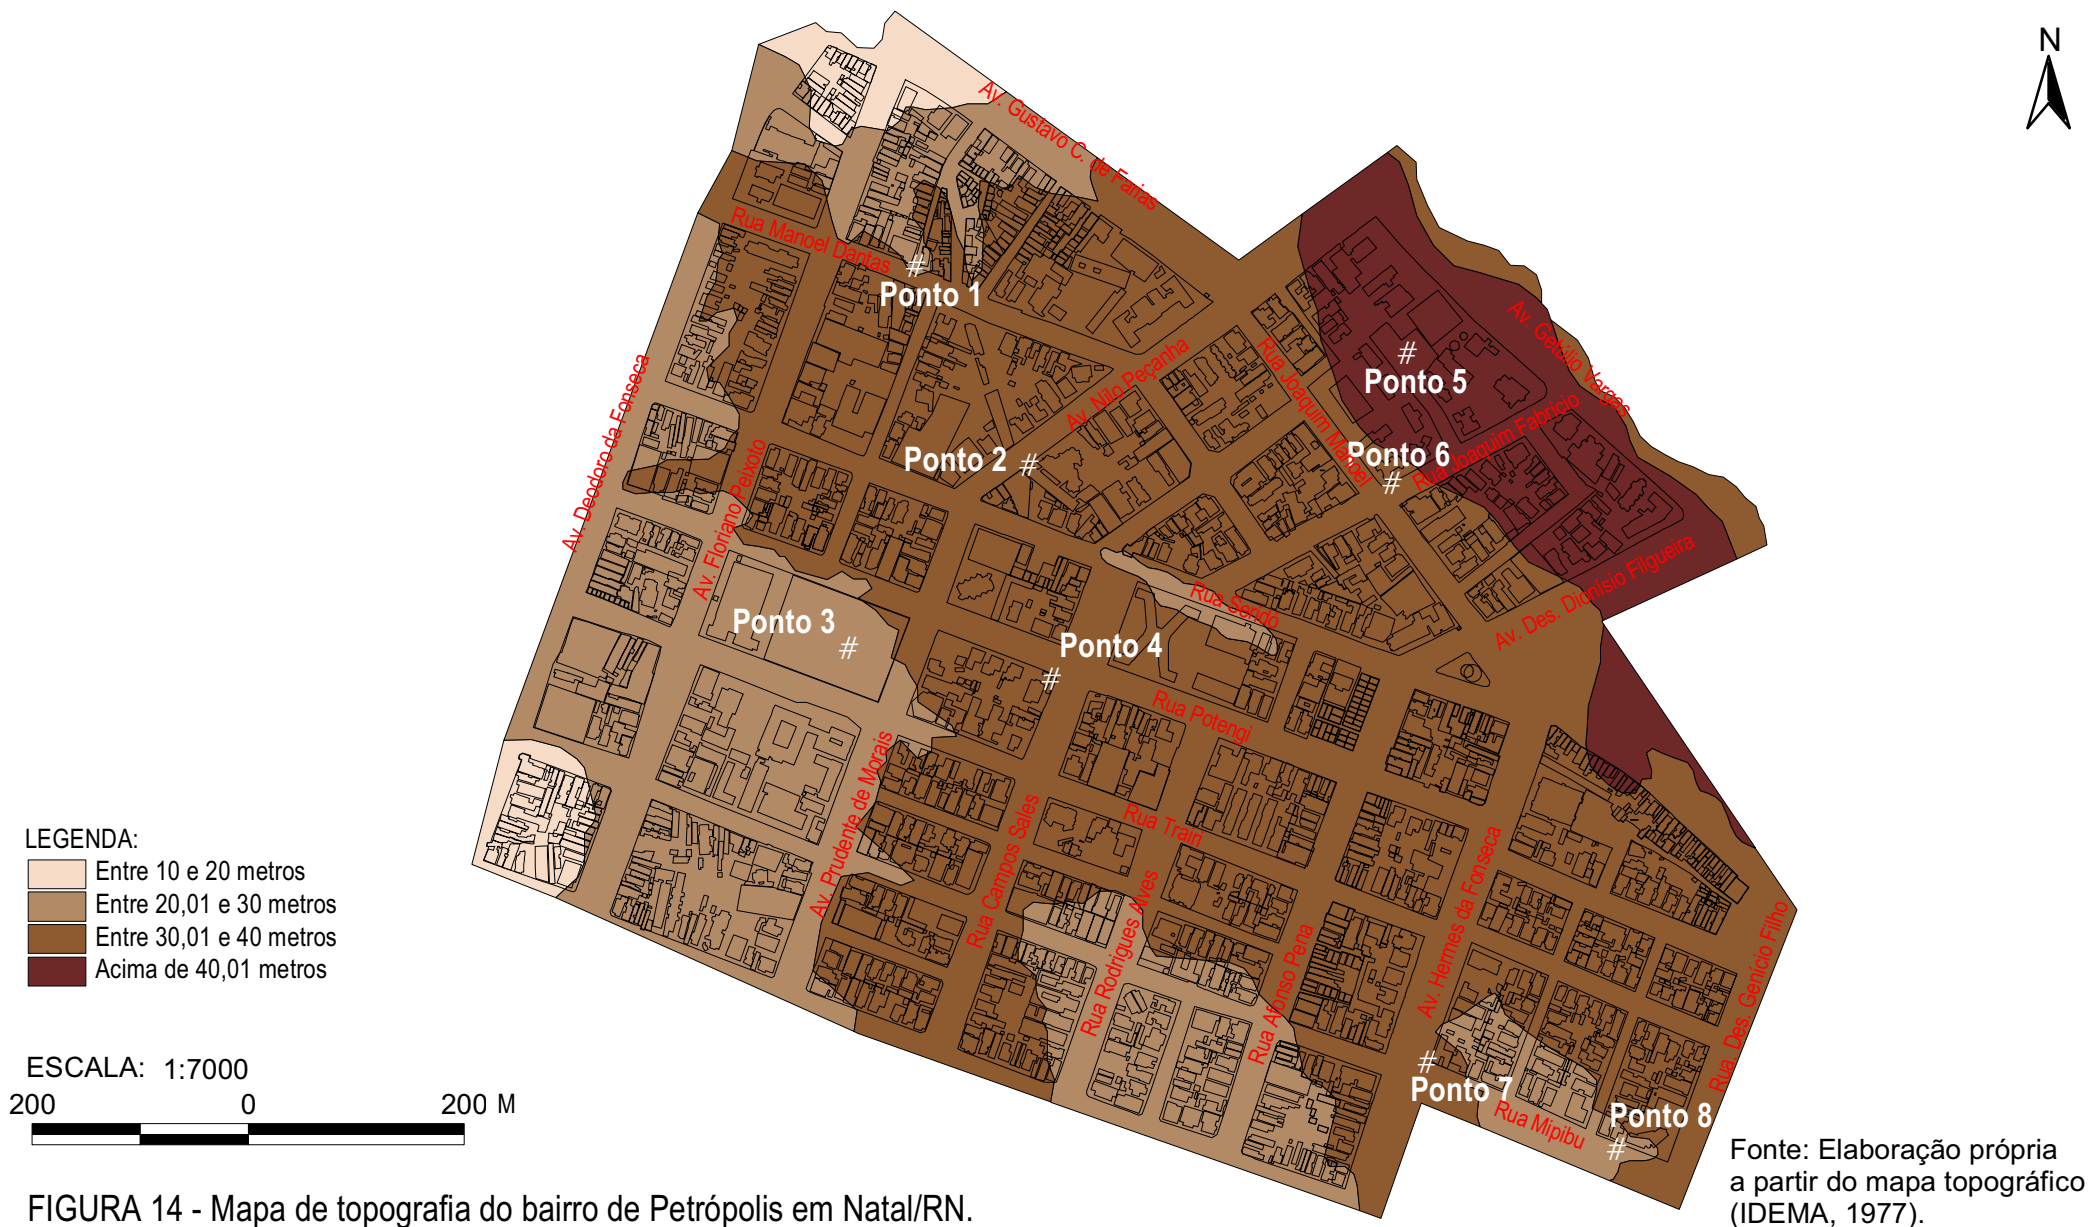 N
Av. Gustavo C. de Farias
Rua Manoel Dantas
#
Ponto 1
Av. Getúlio Vargas
Av. Nilo Peçanha
Rua Joaquim Manoel
#
Ponto 5
Av. Deodoro da Fonseca
Rua Joaquim Fabrício
Ponto 2 #
Ponto 6
#
Av. Floriano Peixoto
Av. Des. Dionísio FIlgueira
Rua Seridó
Ponto 3
#
Ponto 4
#
Rua Potengi
Av. Prudente de Morais
Rua Trairi
Rua Campos Sales
Rua Rodrigues Alves
Rua Afonso Pena
Av. Hermes da Fonseca
Rua. Des. Genício Filho
#
Ponto 7
Rua Mipibu
Ponto 8
#
LEGENDA:
Entre 10 e 20 metros
Entre 20,01 e 30 metros
Entre 30,01 e 40 metros
Acima de 40,01 metros
ESCALA: 1:7000
200 0 200 M
Fonte: Elaboração própria
a partir do mapa topográfico
(IDEMA, 1977).
FIGURA 14 - Mapa de topografia do bairro de Petrópolis em Natal/RN.